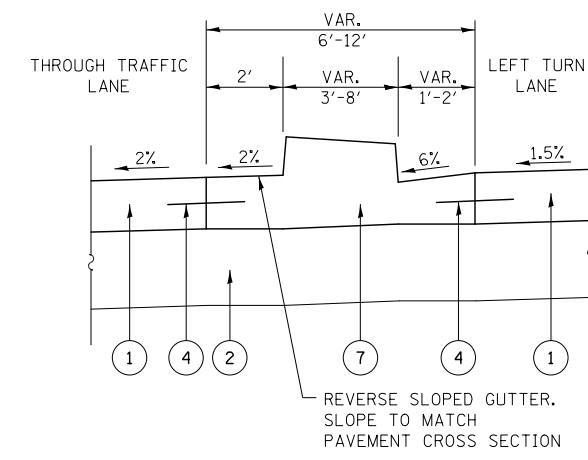 VAR.
6'-12'
THROUGH TRAFFIC
LANE
2'
VAR.
3'-8'
VAR.
1'-2'
LEFT TURN
LANE
2%
2%
6%
1.5%
1
4
2
7
4
1
REVERSE SLOPED GUTTER.
SLOPE TO MATCH
PAVEMENT CROSS SECTION